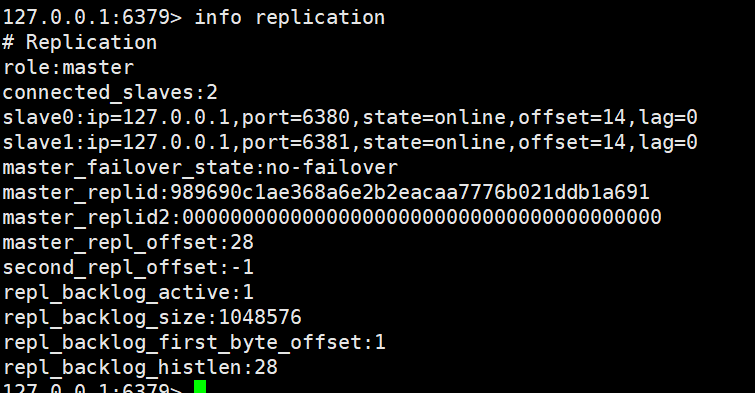 127.0.0.1:6379> info replication
# Replication
role:master
connected_slaves:2
slave0:ip=127.0.0.1,port=6380,state=online,offset=14,lag=0
slave1:ip=127.0.0.1,port=6381,state=online,offset=14,lag=0
master_failover_state:no-failover
master_replid:989690c1ae368a6e2b2eacaa7776b021ddb1a691
master_replid2:0000000000000000000000000000000000000000
master_repl_offset:28
second_repl_offset:-1
repl_backlog_active:1
repl_backlog_size:1048576
repl_backlog_first_byte_offset:1
repl_backlog_histlen:28
127.0.0.1:6379>